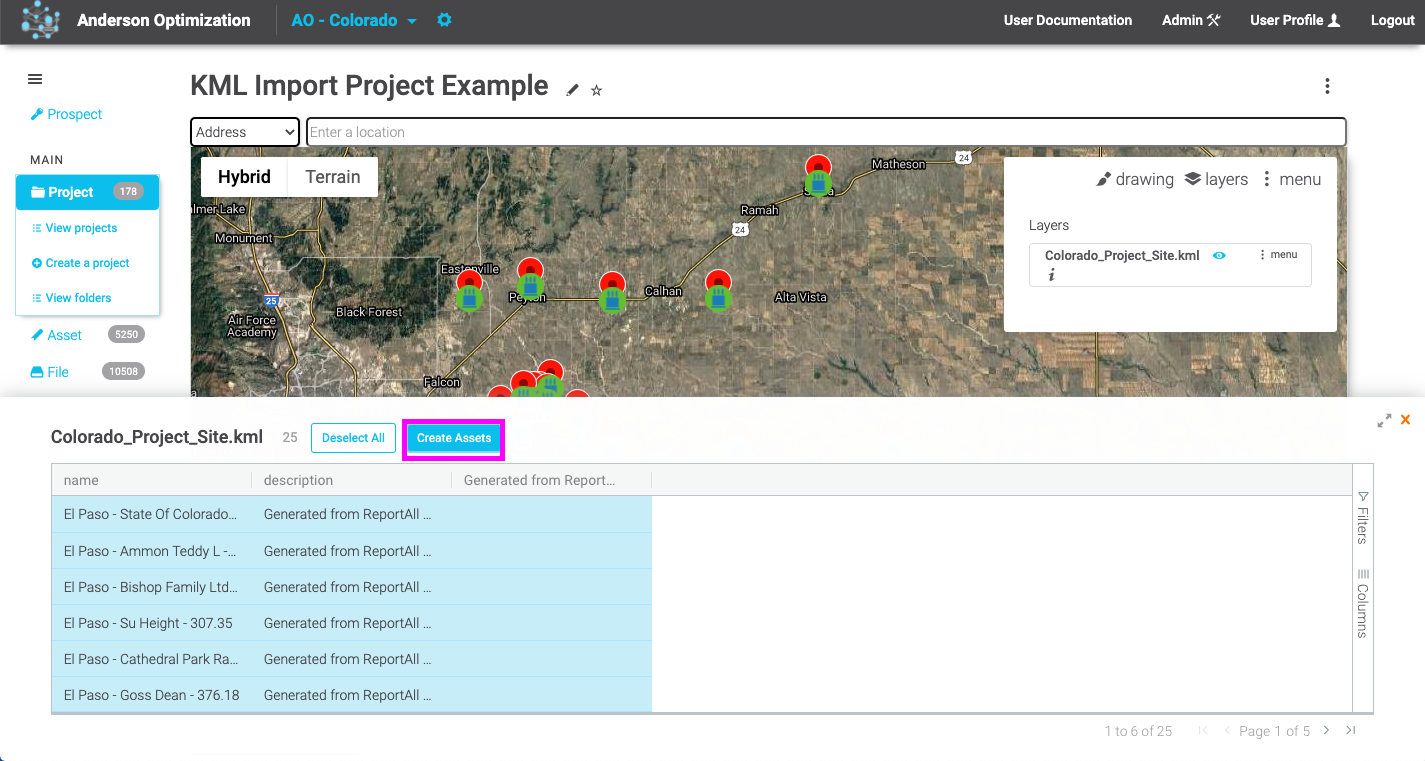 Anderson Optimization
AO - Colorado
User Documentation
Admin
User Profile
Logout
KML Import Project Example
Prospect
Address
Enter a location
MAIN
Project 178
View projects
Create a project
View folders
Asset 5250
File 10508
Hybrid
Terrain
drawing
layers
menu
Layers
Colorado_Project_Site.kml
menu
i
Matheson
24
Ramah
24
almer Lake
Monument
Eastonville
Peyton
Calhan
Alta Vista
25
Black Forest
Air Force
Academy
Falcon
Colorado_Project_Site.kml
25
Deselect All
Create Assets
name
description
Generated from Report...
El Paso - State Of Colorado...
Generated from ReportAll ...
El Paso - Ammon Teddy L -...
Generated from ReportAll ...
El Paso - Bishop Family Ltd...
Generated from ReportAll ...
El Paso - Su Height - 307.35
Generated from ReportAll ...
El Paso - Cathedral Park Ra...
Generated from ReportAll ...
El Paso - Goss Dean - 376.18
Generated from ReportAll ...
Filters
Columns
1 to 6 of 25
Page 1 of 5